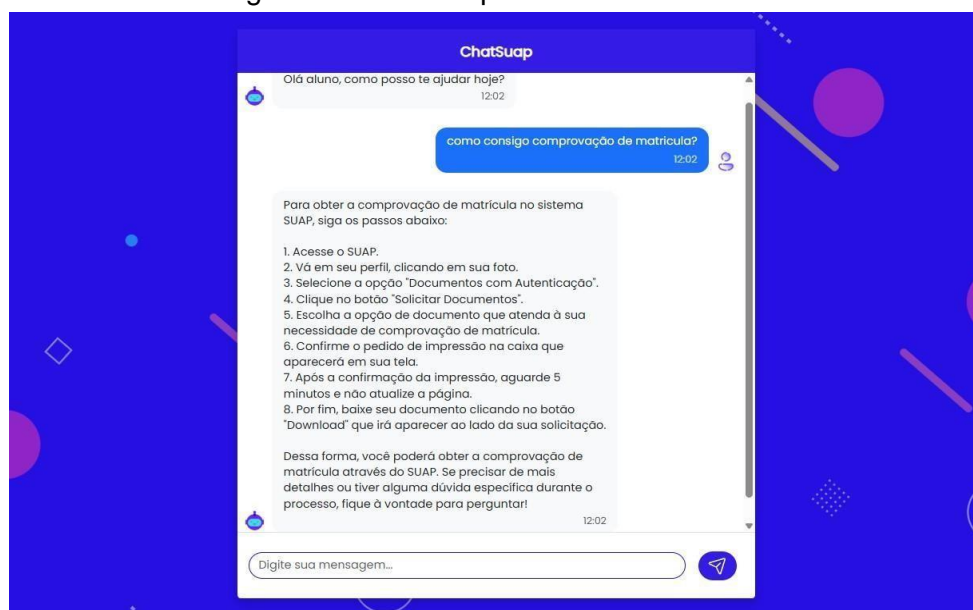 ChatSuap
Olá aluno, como posso te ajudar hoje?
12:02
como consigo comprovação de matricula?
12:02
Para obter a comprovação de matrícula no sistema
SUAP, siga os passos abaixo:
1. Acesse o SUAP.
2. Vá em seu perfil, clicando em sua foto.
3. Selecione a opção "Documentos com Autenticação".
4. Clique no botão "Solicitar Documentos".
5. Escolha a opção de documento que atenda à sua
necessidade de comprovação de matrícula.
6. Confirme o pedido de impressão na caixa que
aparecerá em sua tela.
7. Após a confirmação da impressão, aguarde 5
minutos e não atualize a página.
8. Por fim, baixe seu documento clicando no botão
"Download" que irá aparecer ao lado da sua solicitação.
Dessa forma, você poderá obter a comprovação de
matrícula através do SUAP. Se precisar de mais
detalhes ou tiver alguma dúvida específica durante o
processo, fique à vontade para perguntar!
12:02
Digite sua mensagem...